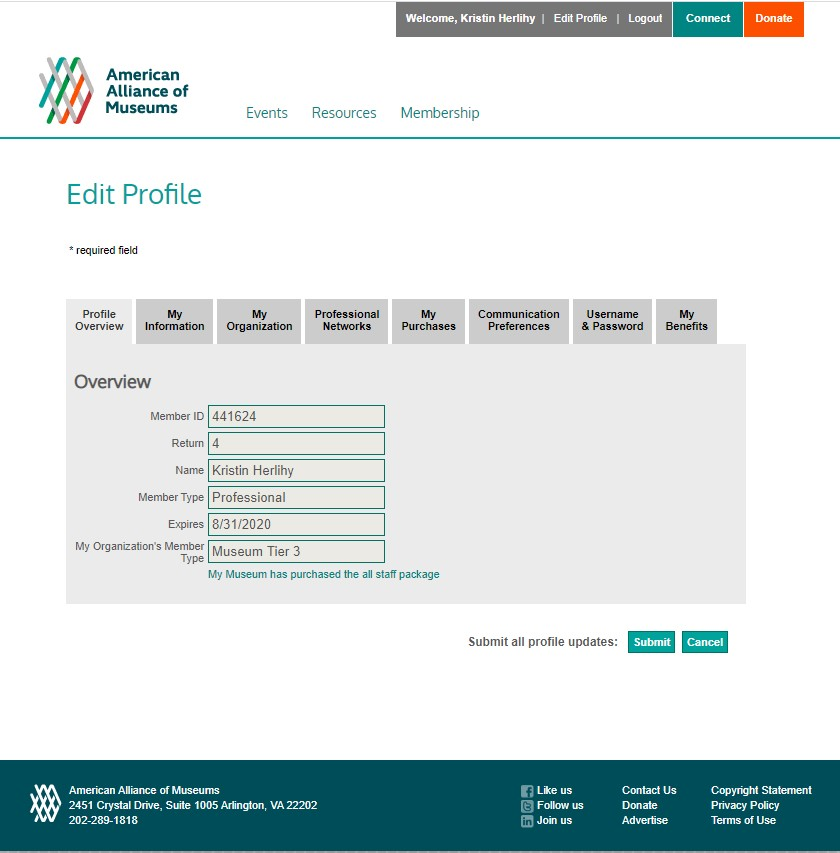 Welcome, Kristin Herlihy | Edit Profile | Logout Connect Donate
American
Alliance of
Museums
Events Resources Membership
Edit Profile
* required field
Profile
Overview
My
Information
My
Organization
Professional
Networks
My
Purchases
Communication
Preferences
Username
& Password
My
Benefits
Overview
Member ID 441624
Return 4
Name Kristin Herlihy
Member Type Professional
Expires 8/31/2020
My Organization's Member
Type Museum Tier 3
My Museum has purchased the all staff package
Submit all profile updates: Submit Cancel
American Alliance of Museums
2451 Crystal Drive, Suite 1005 Arlington, VA 22202
202-289-1818
Like us
Follow us
Join us
Contact Us
Donate
Advertise
Copyright Statement
Privacy Policy
Terms of Use